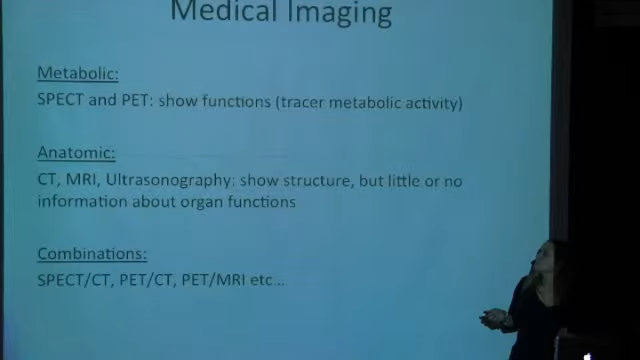 Medical Imaging
Metabolic:
SPECT and PET: show functions (tracer metabolic activity)
Anatomic:
CT, MRI, Ultrasonography: show structure, but little or no
information about organ functions
Combinations:
SPECT/CT, PET/CT, PET/MRI etc...